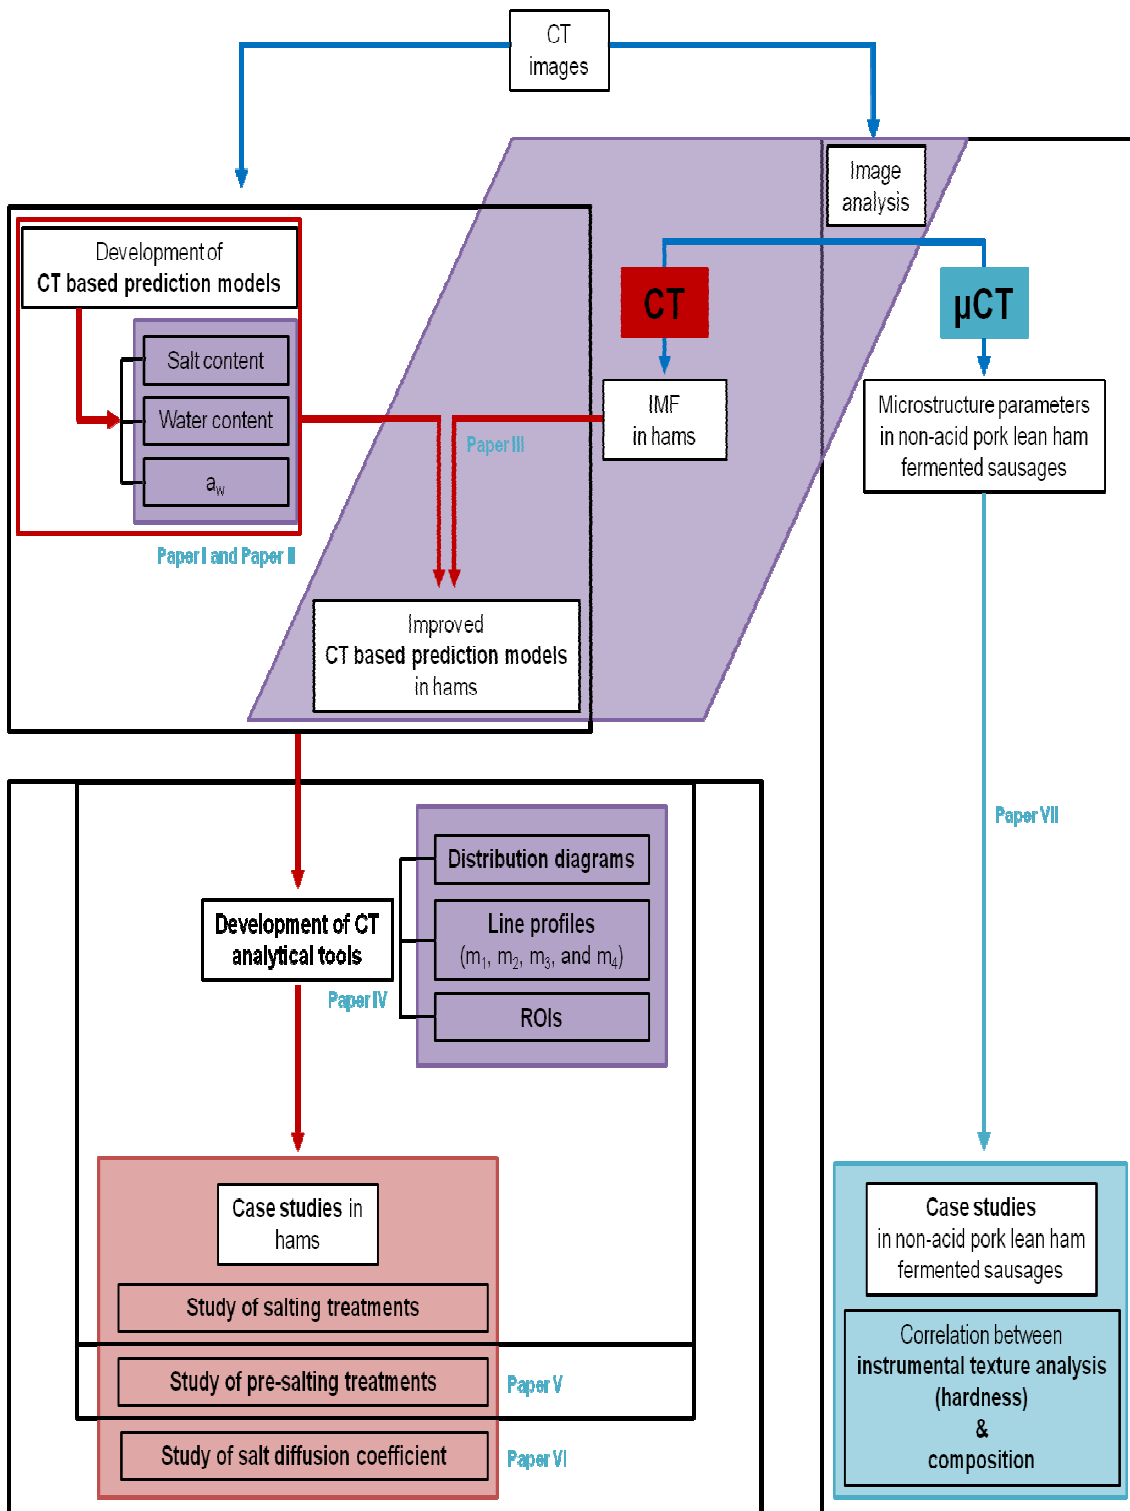 CT
images
Image
analysis
Development of
CT based prediction models
Salt content
Water content
aw
Paper I and Paper II
CT
µCT
IMF
in hams
Paper III
Microstructure parameters
in non-acid pork lean ham
fermented sausages
Improved
CT based prediction models
in hams
Paper VII
Development of CT
analytical tools
Paper IV
Distribution diagrams
Line profiles
(m1, m2, m3, and m4)
ROIs
Case studies in
hams
Study of salting treatments
Study of pre-salting treatments
Paper V
Study of salt diffusion coefficient
Paper VI
Case studies
in non-acid pork lean ham
fermented sausages
Correlation between
instrumental texture analysis
(hardness)
&
composition